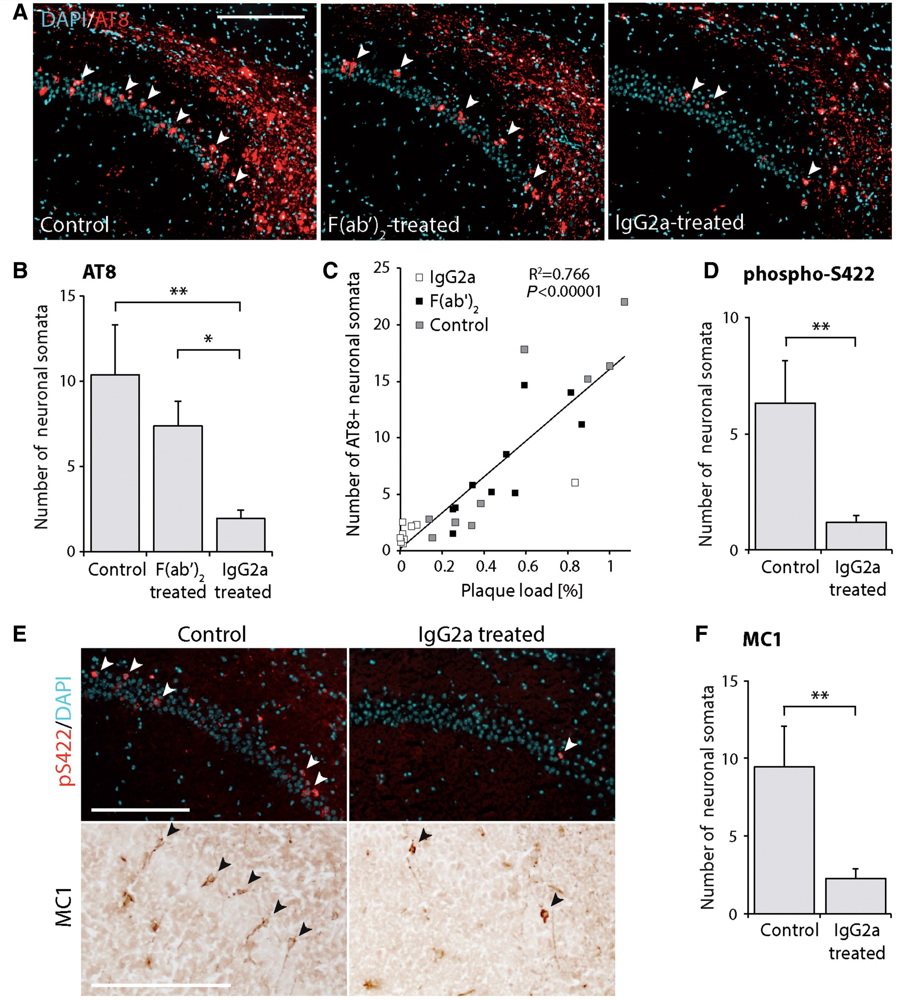 A
DAPI/AT8
Control
F(ab’)2-treated
IgG2a-treated
B
AT8
Number of neuronal somata
15
10
5
0
**
*
Control
F(ab’)2
treated
IgG2a
treated
C
Number of AT8+ neuronal somata
25
20
15
10
5
0
IgG2a
F(ab')2
Control
R2=0.766
P<0.00001
0 0.2 0.4 0.6 0.8 1
Plaque load [%]
D
phospho-S422
Number of neuronal somata
10
5
0
**
Control
IgG2a
treated
E
Control
IgG2a treated
pS422/DAPI
MC1
F
MC1
Number of neuronal somata
15
10
5
0
**
Control
IgG2a
treated